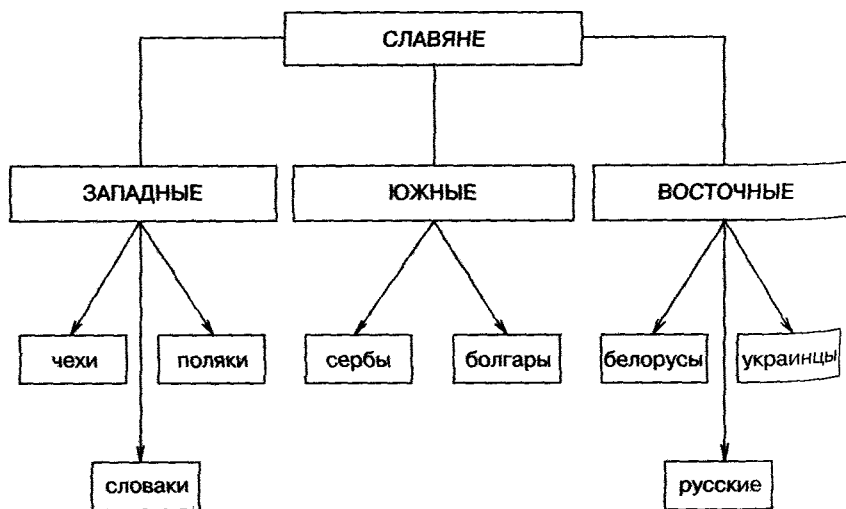 СЛАВЯНЕ
ЗАПАДНЫЕ
ЮЖНЫЕ
ВОСТОЧНЫЕ
чехи
поляки
сербы
болгары
белорусы
украинцы
словаки
русские